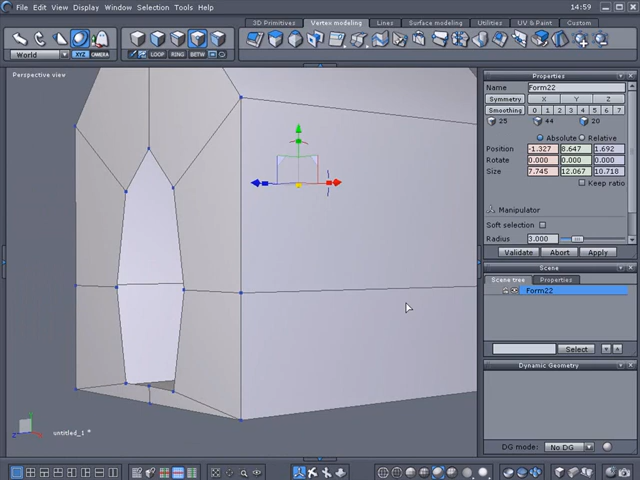 File Edit View Display Window Selection Tools Help 14:59
3D Primitives Vertex modeling Lines Surface modeling Utilities UV & Paint Custom
World XYZ CAMERA LOOP RING BETW
Perspective view
Properties
Name Form22
Symmetry X Y Z
Smoothing 0 1 2 3 4 5 6 7
25 44 20
Absolute Relative
Position -1.327 8.647 1.692
Rotate 0.000 0.000 0.000
Size 7.745 12.067 10.718
Keep ratio
Manipulator
Soft selection
Radius 3.000
Validate Abort Apply
Scene
Scene tree Properties
Form22
Select
Dynamic Geometry
DG mode: No DG
Y
Z
untitled_1 *